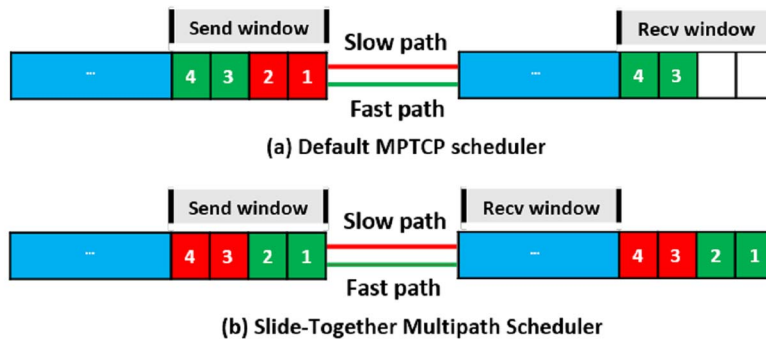 Send window
Recv window
Slow path
... 4 3 2 1 ... 4 3
Fast path
(a) Default MPTCP scheduler
Send window
Recv window
Slow path
... 4 3 2 1 ... 4 3 2 1
Fast path
(b) Slide-Together Multipath Scheduler